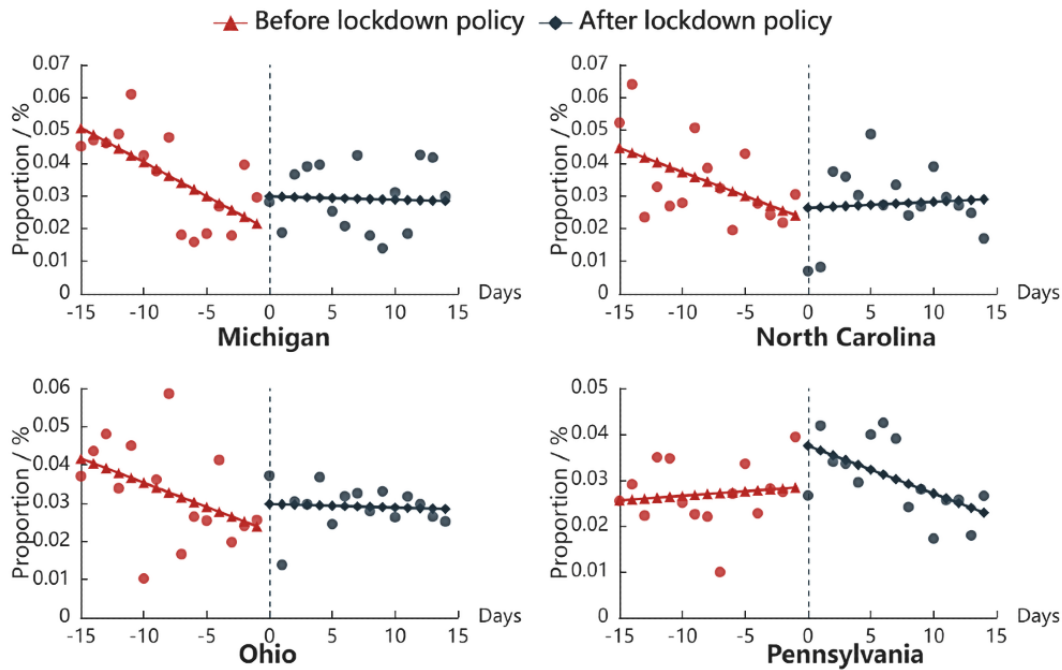 Before lockdown policy After lockdown policy
0.07 0.07
0.06 0.06
0.05 0.05
0.04 0.04
0.03 0.03
0.02 0.02
0.01 0.01
0 0
Proportion / % Proportion / %
-15 -10 -5 0 5 10 15 Days -15 -10 -5 0 5 10 15 Days
Michigan North Carolina
0.06 0.05
0.05 0.04
0.04 0.03
0.03 0.02
0.02 0.01
0.01 0
0
Proportion / % Proportion / %
-15 -10 -5 0 5 10 15 Days -15 -10 -5 0 5 10 15 Days
Ohio Pennsylvania